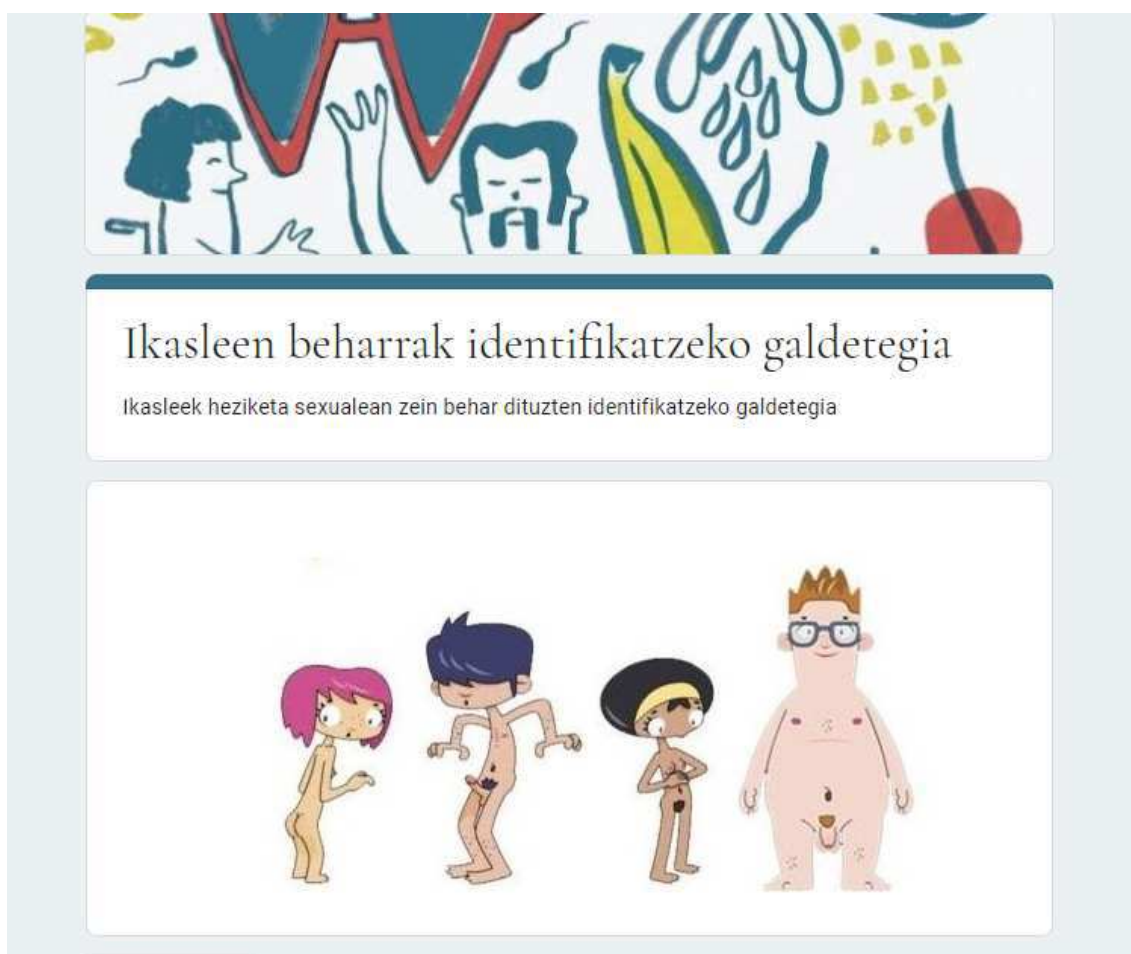 Ikasleen beharrak identifikatzeko galdetegia
Ikasleek heziketa sexualean zein behar dituzten identifikatzeko galdetegia